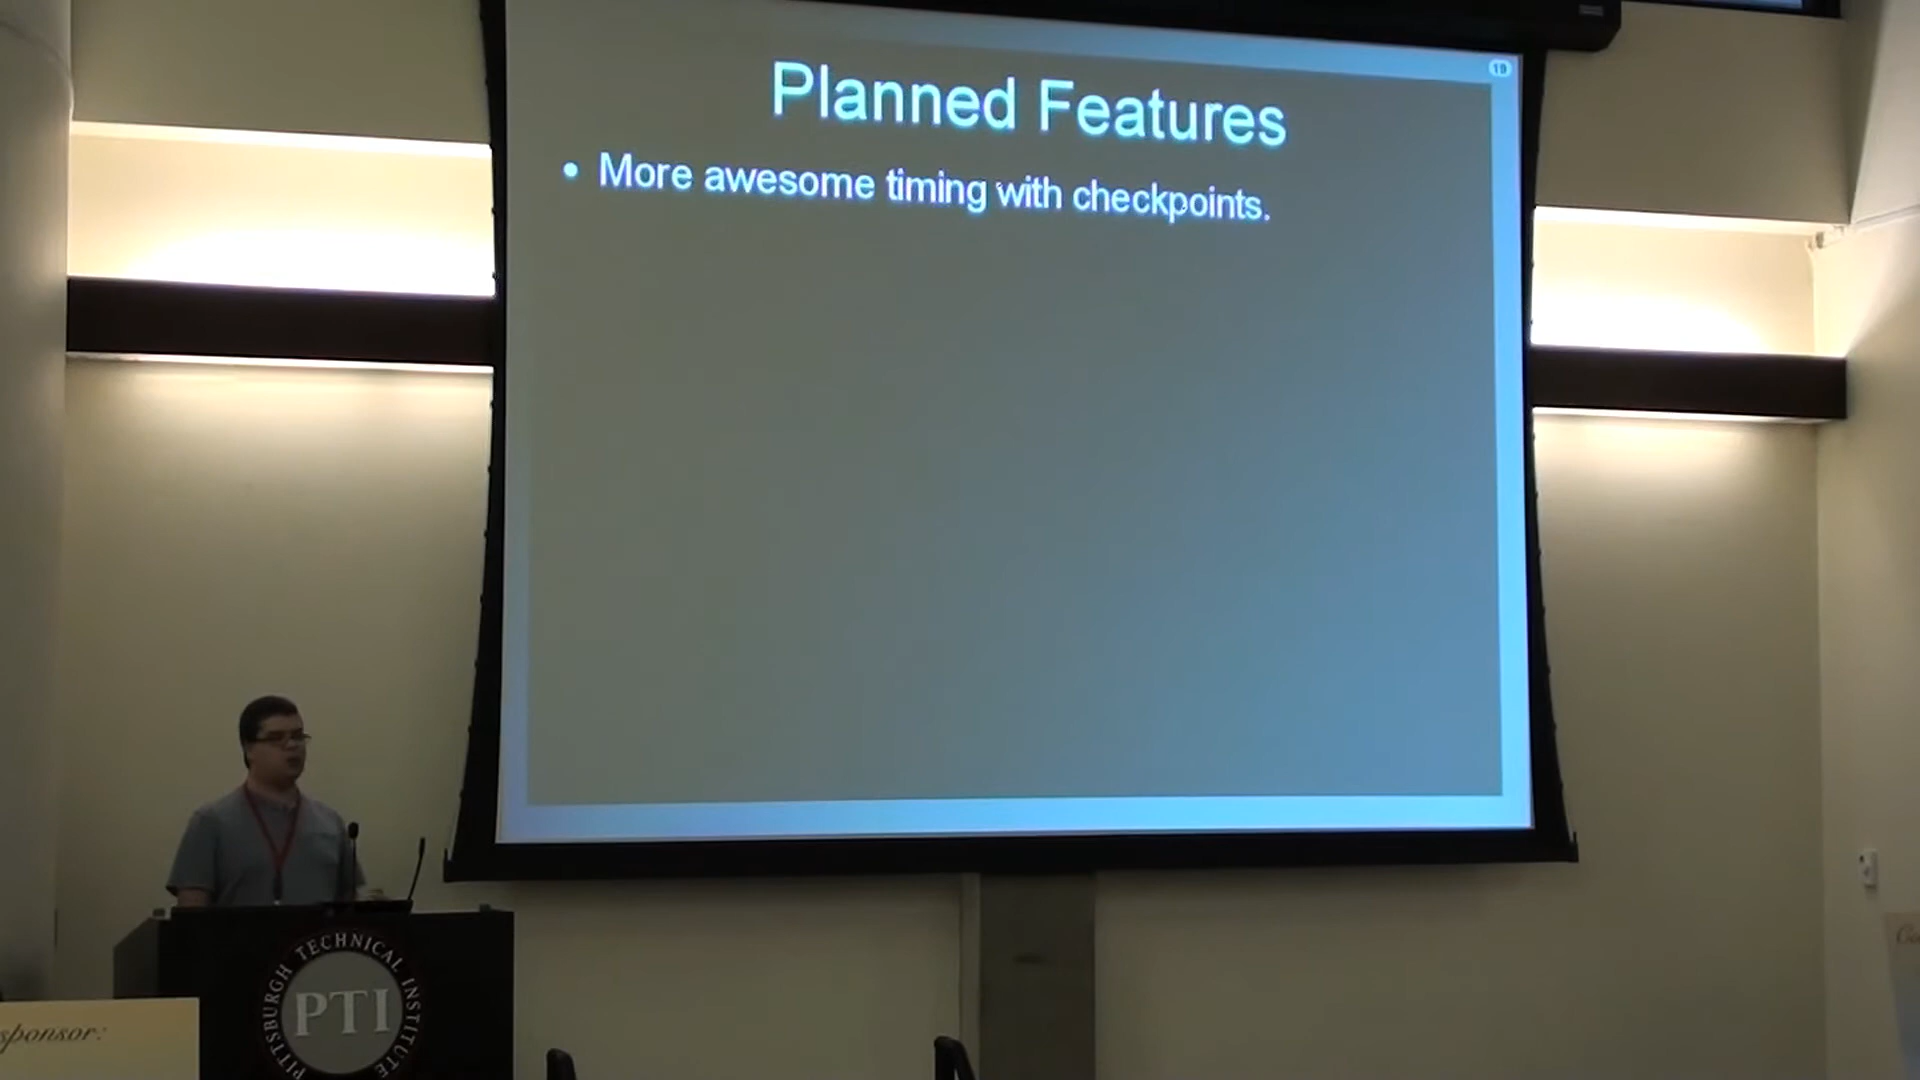 19
Planned Features
• More awesome timing with checkpoints.
PITTSBURGH TECHNICAL INSTITUTE
PTI
sponsor: